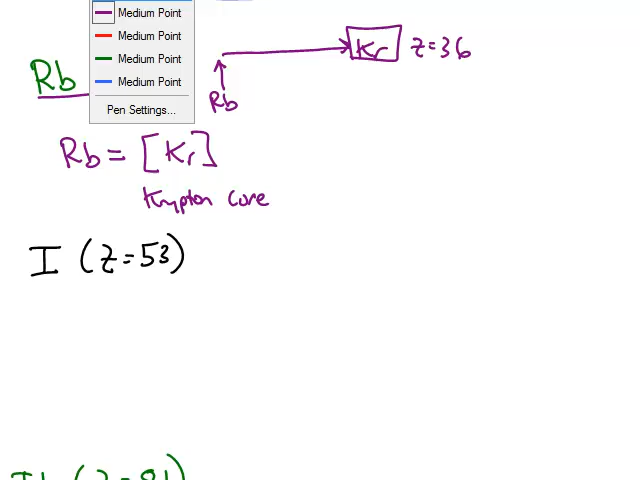 Medium Point
Medium Point
Medium Point
Medium Point
Pen Settings...
Rb
Kr Z=36
Rb
Rb = [Kr]
Krypton core
I (Z=53)
(Z=81)